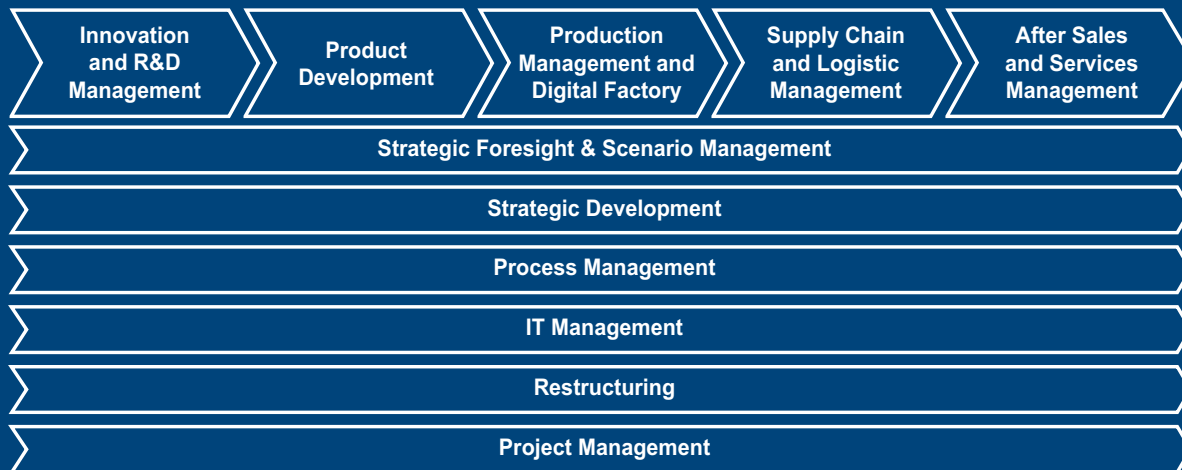 Innovation
and R&D
Management
Product
Development
Production
Management and
Digital Factory
Supply Chain
and Logistic
Management
After Sales
and Services
Management
Strategic Foresight & Scenario Management
Strategic Development
Process Management
IT Management
Restructuring
Project Management